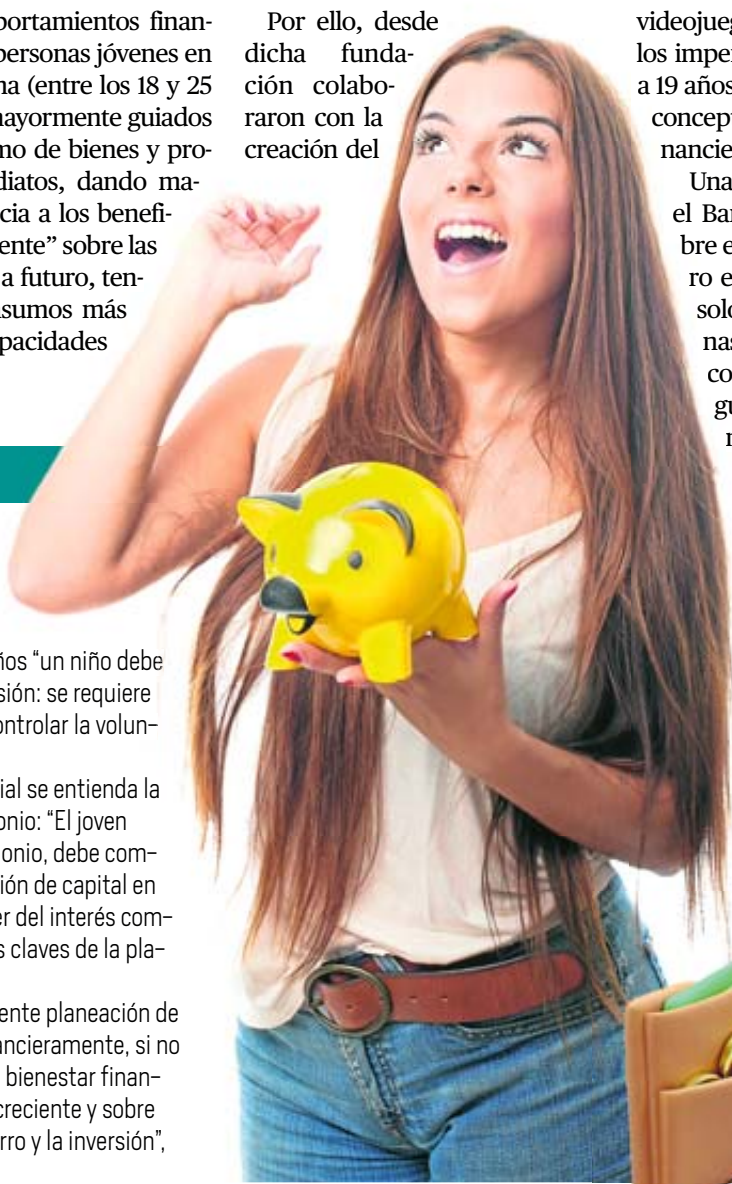 portamientos finan-
personas jóvenes en
na (entre los 18 y 25
mayormente guiados
mo de bienes y pro-
diatos, dando ma-
cia a los benefi-
ente” sobre las
a futuro, ten-
nsumos más
pacidades
Por ello, desde
dicha funda-
ción colabo-
raron con la
creación del
videojueg
los impe
a 19 años
concept
nancie
Una
el Ban
bre e
ro e
solo
nas
co
gu
ños “un niño debe
sión: se requiere
ontrolar la volun-
ial se entienda la
onio: “El joven
onio, debe com-
ión de capital en
er del interés com-
s claves de la pla-
ente planeación de
ancieramente, si no
bienestar finan-
creciente y sobre
rro y la inversión”,